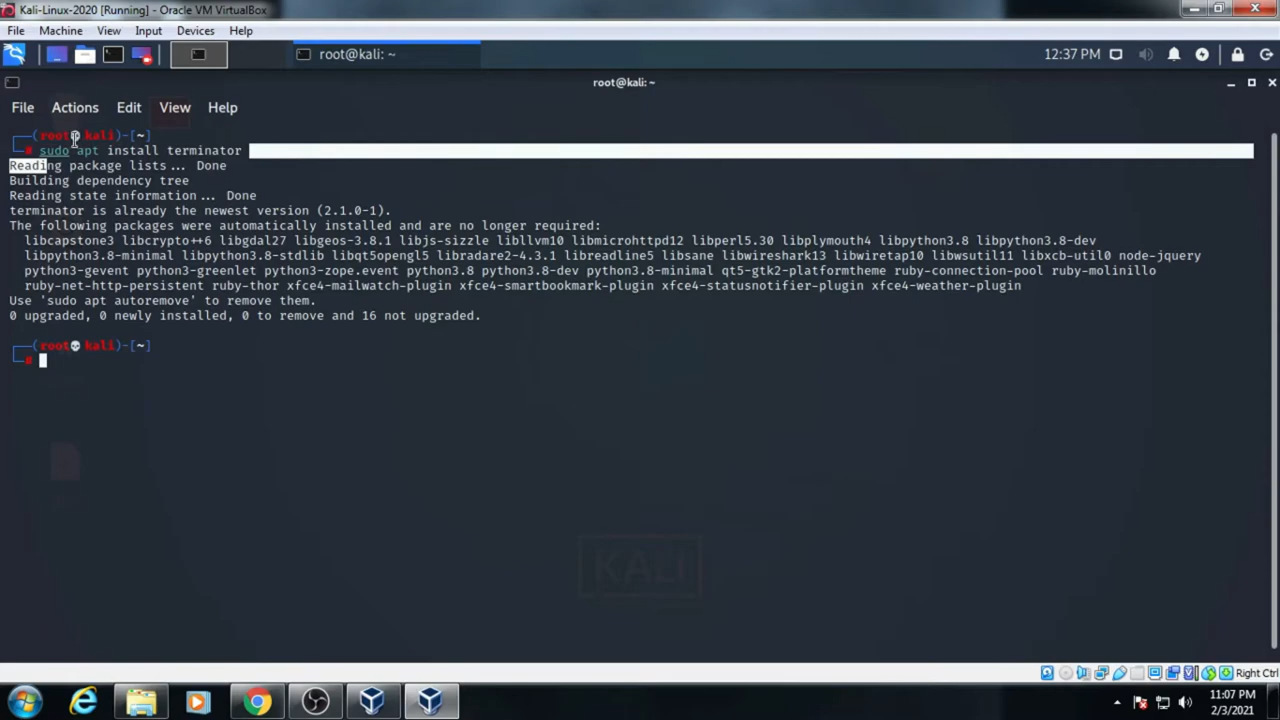 Kali-Linux-2020 [Running] - Oracle VM VirtualBox
File Machine View Input Devices Help
root@kali: ~
12:37 PM
root@kali: ~
File Actions Edit View Help
┌──(root💀kali)-[~]
└─# sudo apt install terminator
Reading package lists... Done
Building dependency tree
Reading state information... Done
terminator is already the newest version (2.1.0-1).
The following packages were automatically installed and are no longer required:
libcapstone3 libcrypto++6 libgdal27 libgeos-3.8.1 libjs-sizzle libllvm10 libmicrohttpd12 libperl5.30 libplymouth4 libpython3.8 libpython3.8-dev
libpython3.8-minimal libpython3.8-stdlib libqt5opengl5 libradare2-4.3.1 libreadline5 libsane libwireshark13 libwiretap10 libwsutil11 libxcb-util0 node-jquery
python3-gevent python3-greenlet python3-zope.event python3.8 python3.8-dev python3.8-minimal qt5-gtk2-platformtheme ruby-connection-pool ruby-molinillo
ruby-net-http-persistent ruby-thor xfce4-mailwatch-plugin xfce4-smartbookmark-plugin xfce4-statusnotifier-plugin xfce4-weather-plugin
Use 'sudo apt autoremove' to remove them.
0 upgraded, 0 newly installed, 0 to remove and 16 not upgraded.
┌──(root💀kali)-[~]
└─#
KALI
Right Ctrl
11:07 PM
2/3/2021